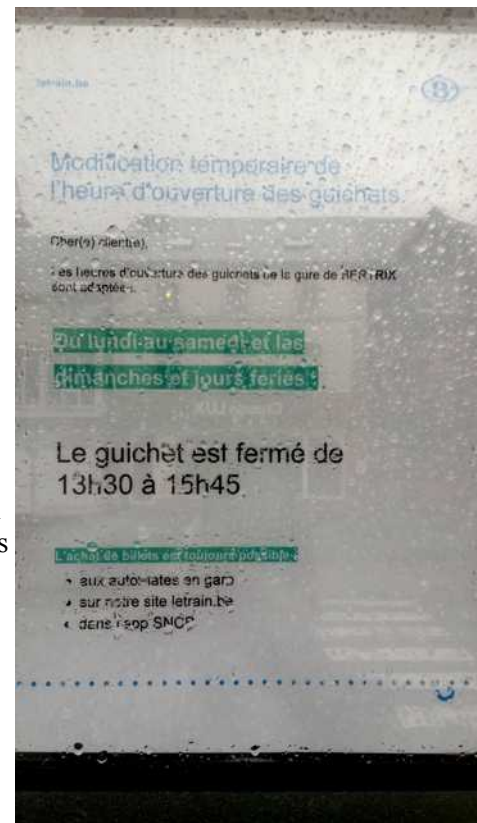 letrain.be
B
Modification temporaire de
l'heure d'ouverture des guichets.
Cher(e) client(e),
Les heures d'ouverture des guichets de la gare de BERTRIX
sont adaptées.
Du lundi au samedi et les
dimanches et jours fériés :
Le guichet est fermé de
13h30 à 15h45
L'achat de billets est toujours possible :
• aux automates en gare
• sur notre site letrain.be
• dans l'app SNCB